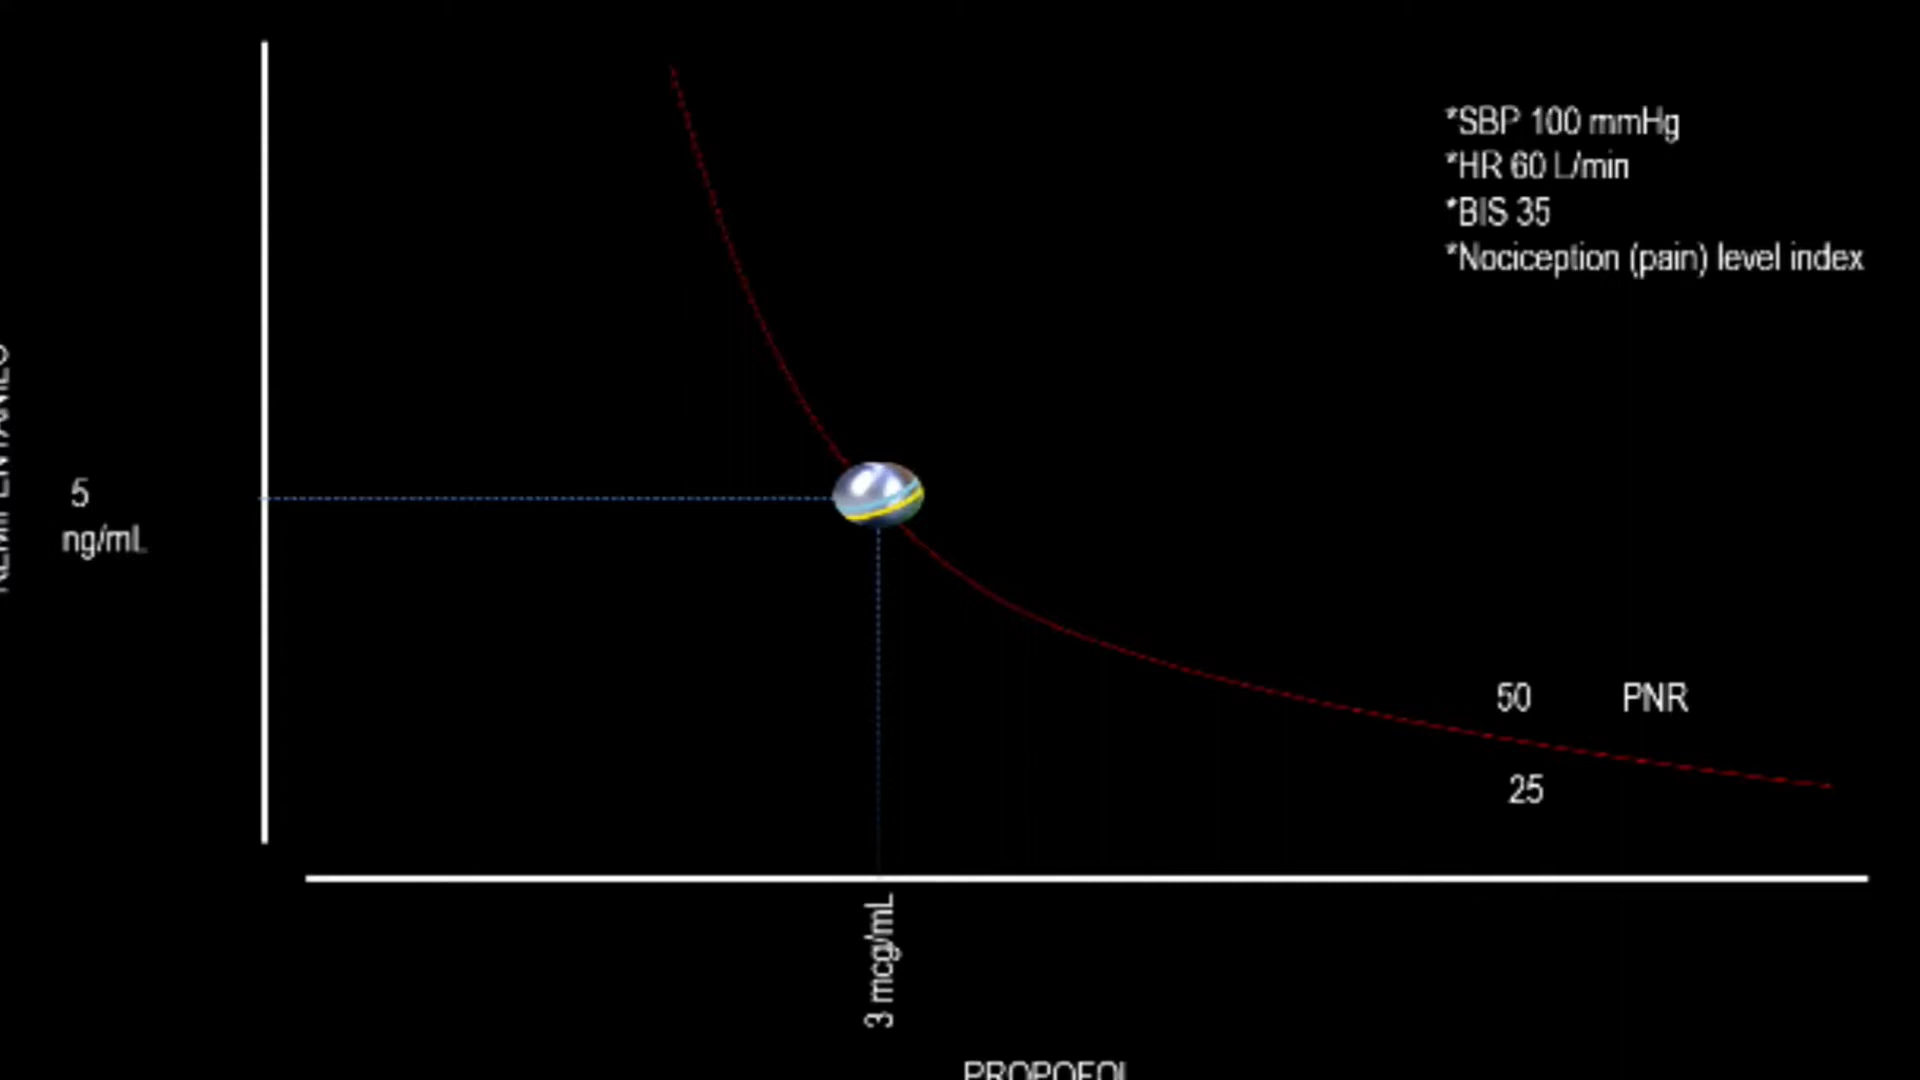 *SBP 100 mmHg
*HR 60 L/min
*BIS 35
*Nociception (pain) level index
5
ng/mL
50 PNR
25
3 mcg/mL
PROPOFOL